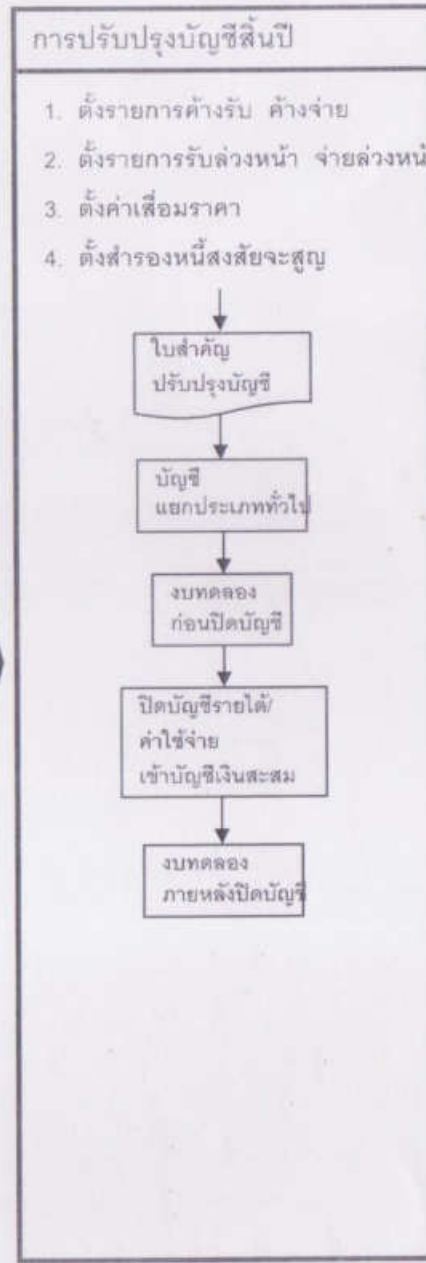 การปรับปรุงบัญชีสิ้นปี
1. ตั้งรายการค้างรับ ค้างจ่าย
2. ตั้งรายการรับล่วงหน้า จ่ายล่วงหน้
3. ตั้งค่าเสื่อมราคา
4. ตั้งสำรองหนี้สงสัยจะสูญ
ใบสำคัญ
ปรับปรุงบัญชี
บัญชี
แยกประเภททั่วไป
งบทดลอง
ก่อนปิดบัญชี
ปิดบัญชีรายได้/
ค่าใช้จ่าย
เข้าบัญชีเงินสะสม
งบทดลอง
ภายหลังปิดบัญชี